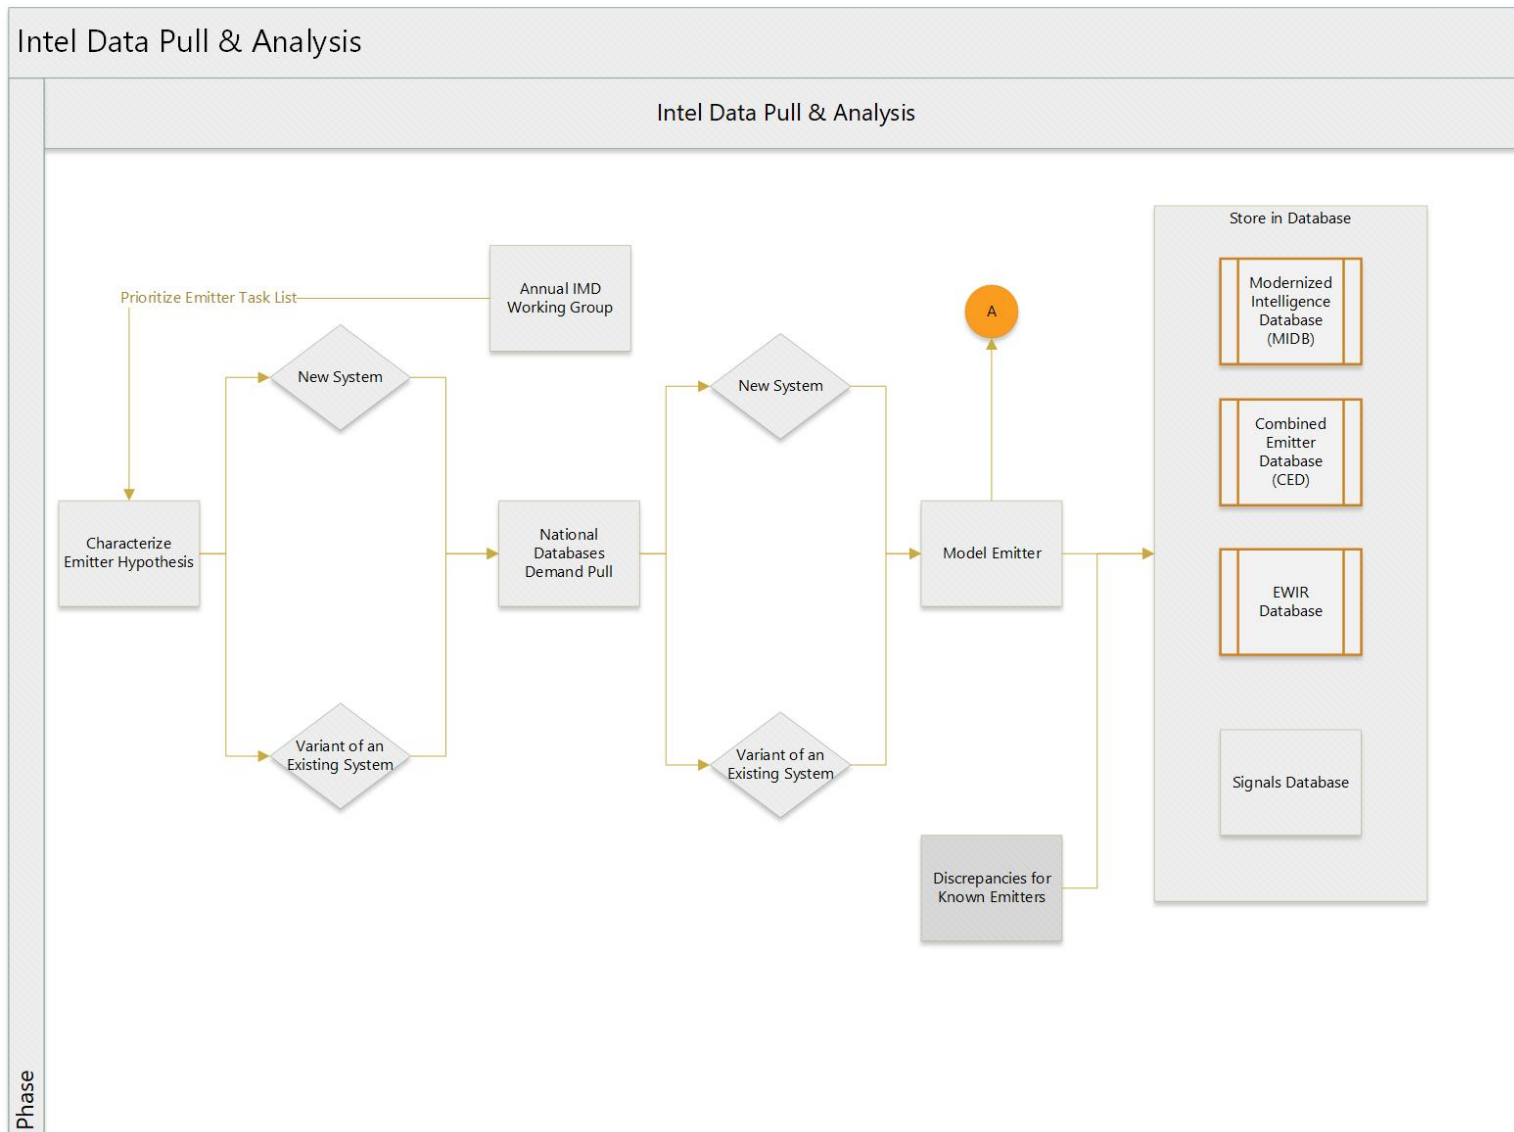 Intel Data Pull & Analysis
Intel Data Pull & Analysis
Phase
Prioritize Emitter Task List
Annual IMD
Working Group
New System
Characterize
Emitter Hypothesis
Variant of an
Existing System
National
Databases
Demand Pull
New System
Variant of an
Existing System
A
Model Emitter
Discrepancies for
Known Emitters
Store in Database
Modernized
Intelligence
Database
(MIDB)
Combined
Emitter
Database
(CED)
EWIR
Database
Signals Database